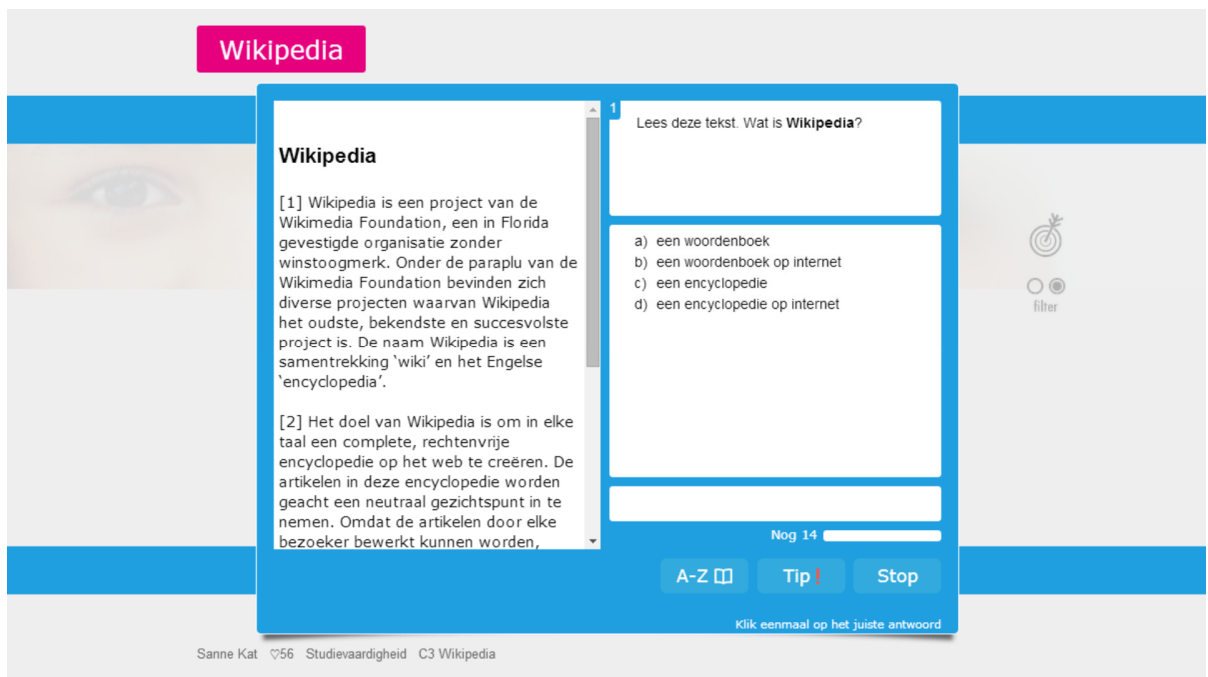 Wikipedia
Wikipedia
[1] Wikipedia is een project van de
Wikimedia Foundation, een in Florida
gevestigde organisatie zonder
winstoogmerk. Onder de paraplu van de
Wikimedia Foundation bevinden zich
diverse projecten waarvan Wikipedia
het oudste, bekendste en succesvolste
project is. De naam Wikipedia is een
samentrekking ‘wiki’ en het Engelse
‘encyclopedia’.
[2] Het doel van Wikipedia is om in elke
taal een complete, rechtenvrije
encyclopedie op het web te creëren. De
artikelen in deze encyclopedie worden
geacht een neutraal gezichtspunt in te
nemen. Omdat de artikelen door elke
bezoeker bewerkt kunnen worden,
1
Lees deze tekst. Wat is Wikipedia?
a) een woordenboek
b) een woordenboek op internet
c) een encyclopedie
d) een encyclopedie op internet
Nog 14
A-Z Tip! Stop
Klik eenmaal op het juiste antwoord
filter
Sanne Kat ♡56 Studievaardigheid C3 Wikipedia